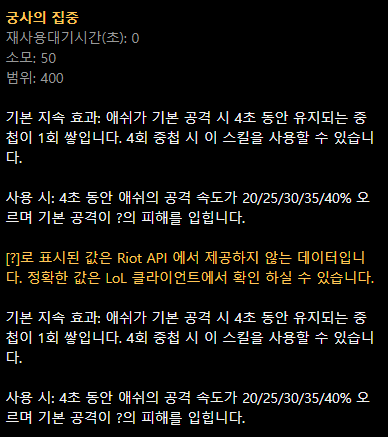 궁사의 집중
재사용대기시간(초): 0
소모: 50
범위: 400
기본 지속 효과: 애쉬가 기본 공격 시 4초 동안 유지되는 중
첩이 1회 쌓입니다. 4회 중첩 시 이 스킬을 사용할 수 있습니
다.
사용 시: 4초 동안 애쉬의 공격 속도가 20/25/30/35/40% 오
르며 기본 공격이 ?의 피해를 입힙니다.
[?]로 표시된 값은 Riot API 에서 제공하지 않는 데이터입니
다. 정확한 값은 LoL 클라이언트에서 확인 하실 수 있습니다.
기본 지속 효과: 애쉬가 기본 공격 시 4초 동안 유지되는 중
첩이 1회 쌓입니다. 4회 중첩 시 이 스킬을 사용할 수 있습니
다.
사용 시: 4초 동안 애쉬의 공격 속도가 20/25/30/35/40% 오
르며 기본 공격이 ?의 피해를 입힙니다.